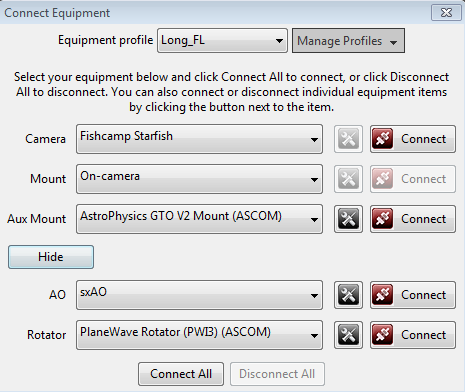 Connect Equipment
Equipment profile Long_FL Manage Profiles
Select your equipment below and click Connect All to connect, or click Disconnect
All to disconnect. You can also connect or disconnect individual equipment items
by clicking the button next to the item.
Camera Fishcamp Starfish Connect
Mount On-camera Connect
Aux Mount AstroPhysics GTO V2 Mount (ASCOM) Connect
Hide
AO sxAO Connect
Rotator PlaneWave Rotator (PWI3) (ASCOM) Connect
Connect All Disconnect All